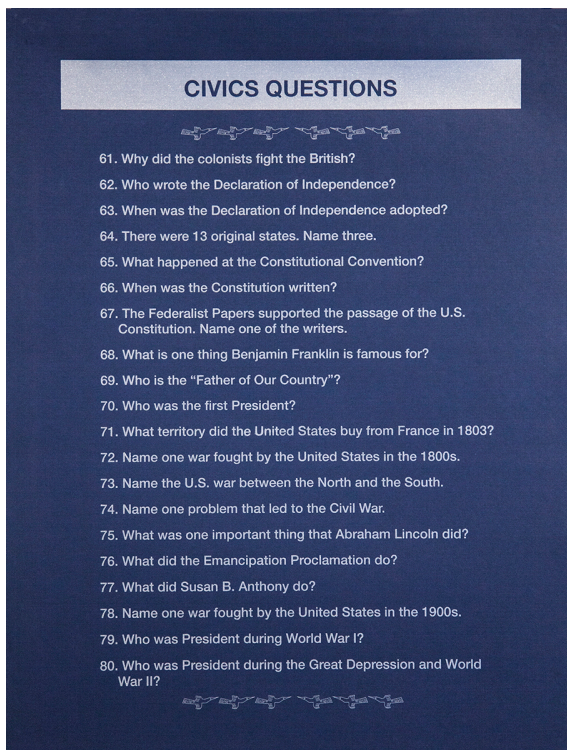 CIVICS QUESTIONS
61. Why did the colonists fight the British?
62. Who wrote the Declaration of Independence?
63. When was the Declaration of Independence adopted?
64. There were 13 original states. Name three.
65. What happened at the Constitutional Convention?
66. When was the Constitution written?
67. The Federalist Papers supported the passage of the U.S.
Constitution. Name one of the writers.
68. What is one thing Benjamin Franklin is famous for?
69. Who is the “Father of Our Country”?
70. Who was the first President?
71. What territory did the United States buy from France in 1803?
72. Name one war fought by the United States in the 1800s.
73. Name the U.S. war between the North and the South.
74. Name one problem that led to the Civil War.
75. What was one important thing that Abraham Lincoln did?
76. What did the Emancipation Proclamation do?
77. What did Susan B. Anthony do?
78. Name one war fought by the United States in the 1900s.
79. Who was President during World War I?
80. Who was President during the Great Depression and World
War II?